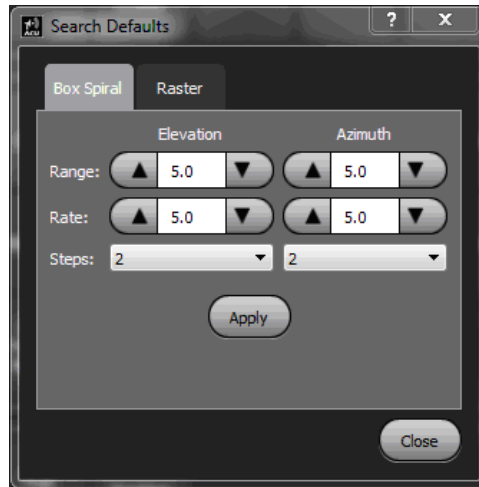 ACU Search Defaults ? X
Box Spiral Raster
Elevation Azimuth
Range: 5.0 5.0
Rate: 5.0 5.0
Steps: 2 2
Apply
Close